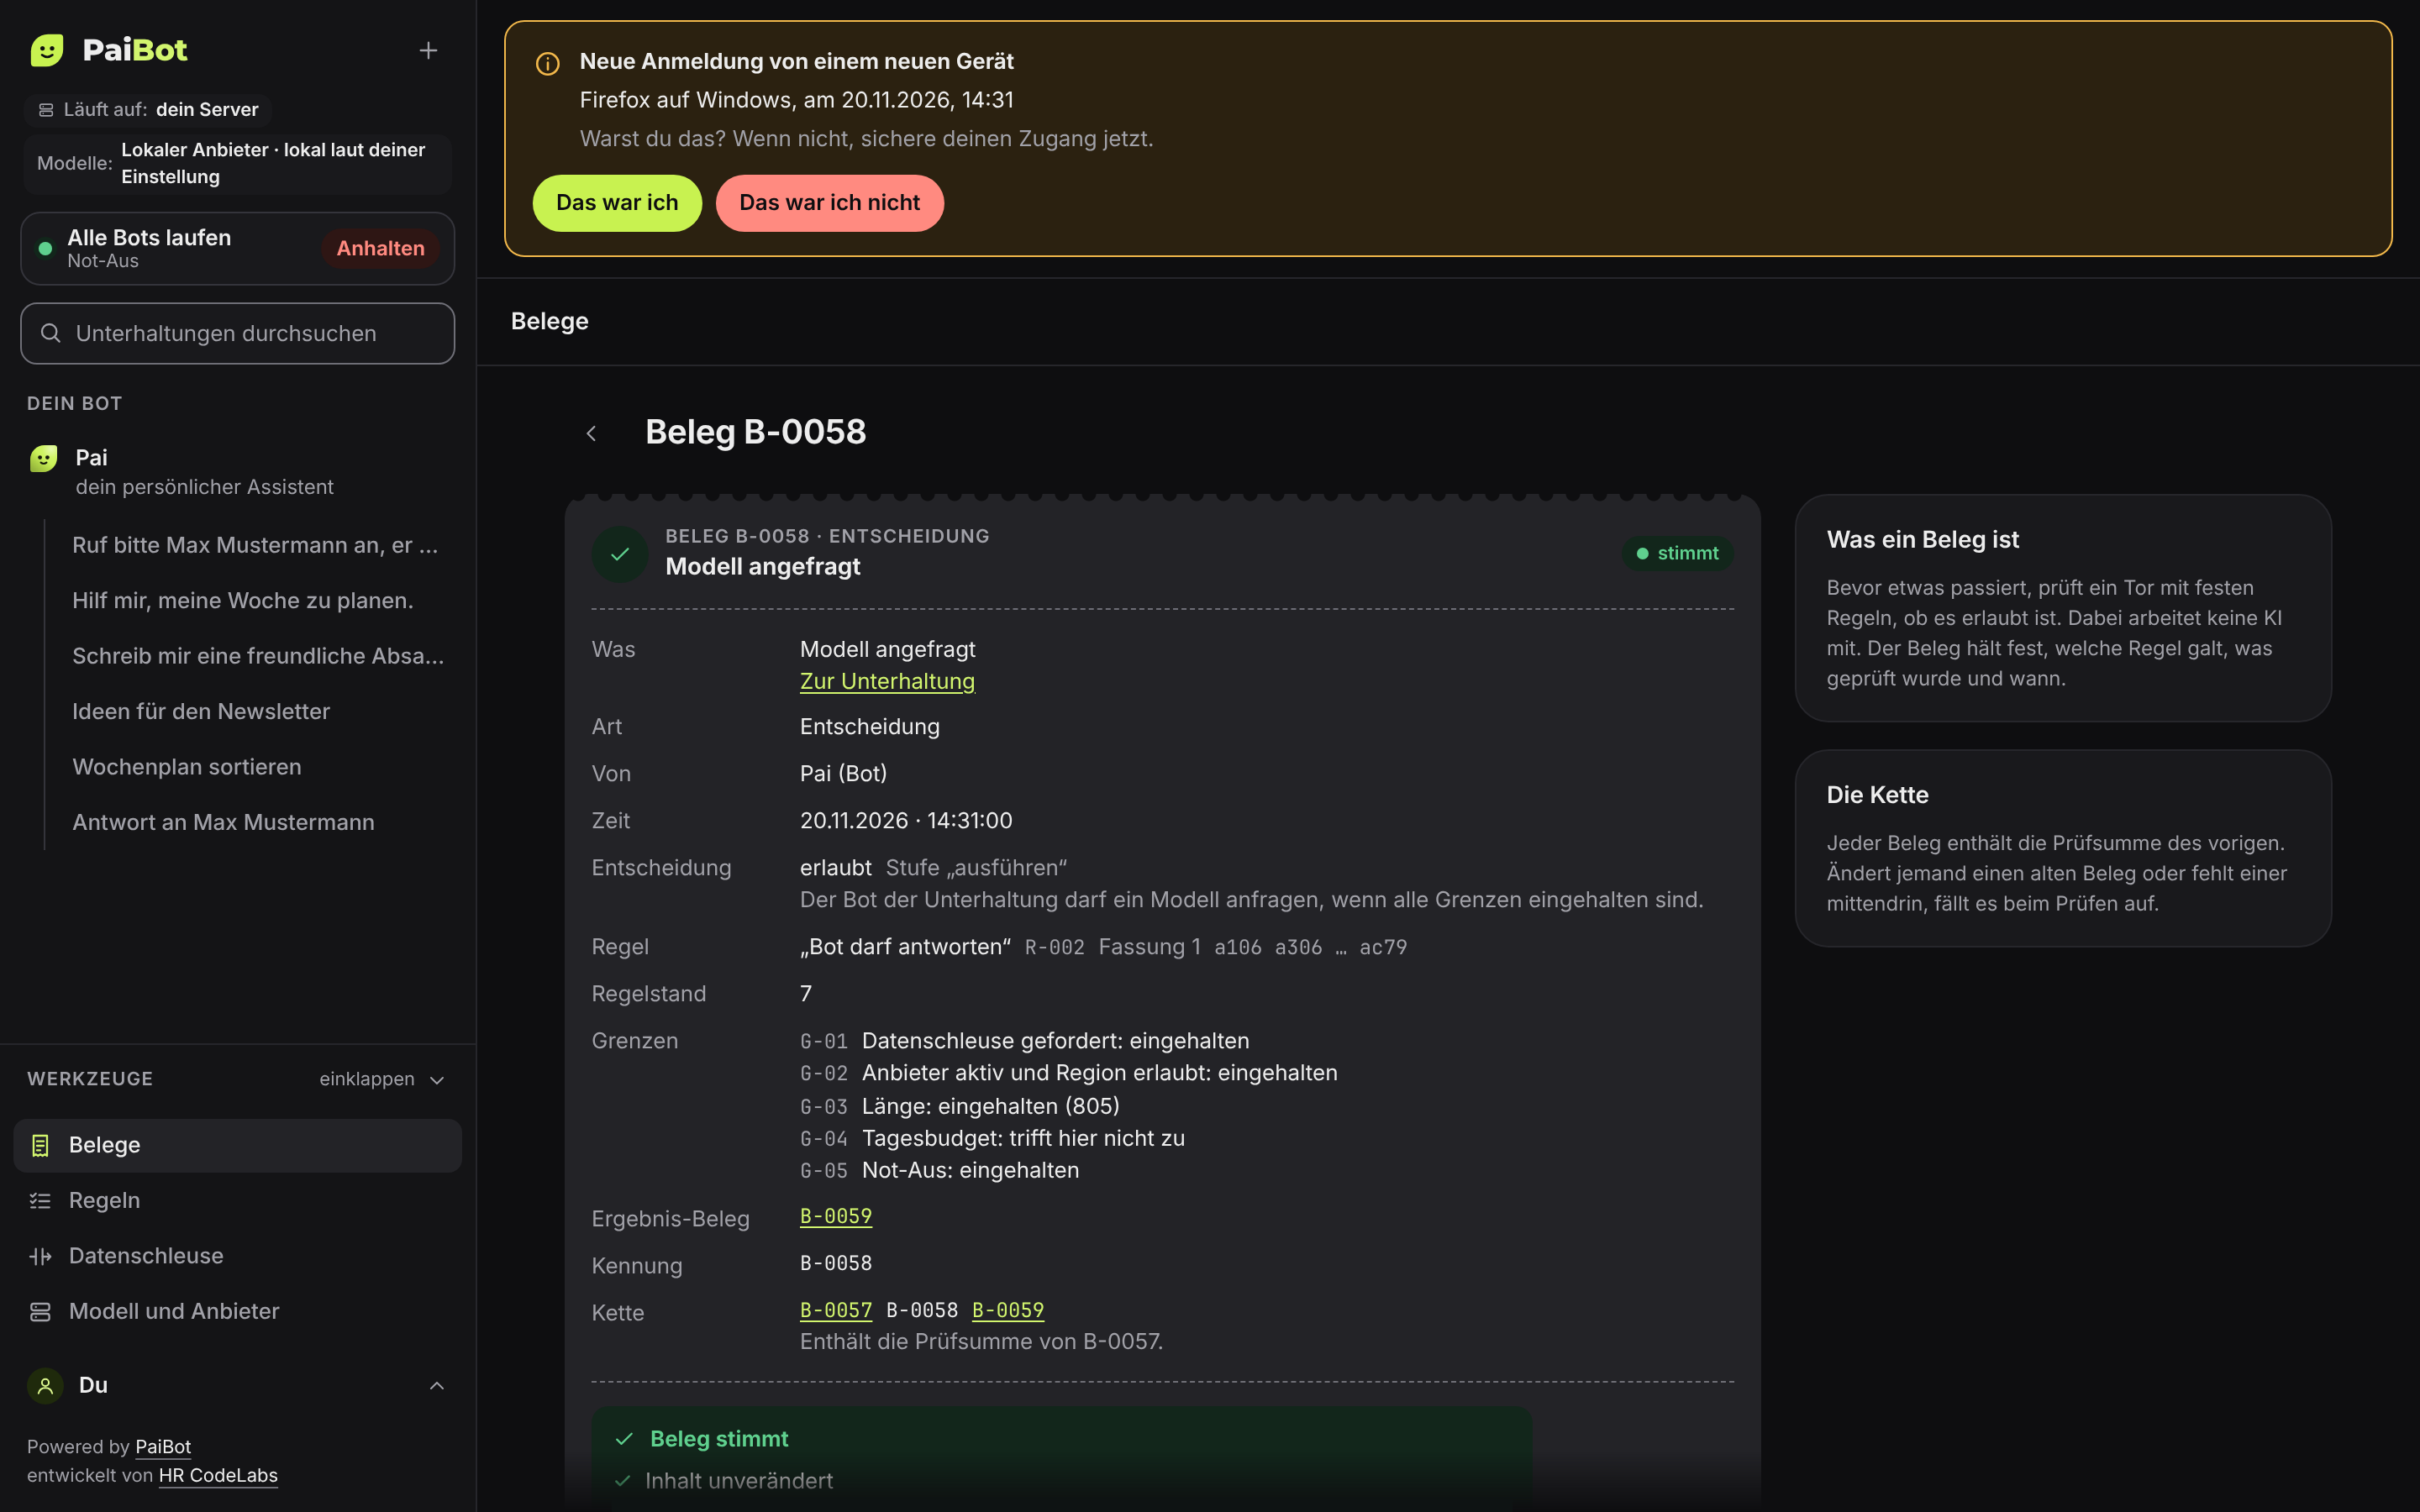 PaiBot
Läuft auf: dein Server
Modelle: Lokaler Anbieter · lokal laut deiner
Einstellung
Alle Bots laufen
Not-Aus
Anhalten
Unterhaltungen durchsuchen
DEIN BOT
Pai
dein persönlicher Assistent
Ruf bitte Max Mustermann an, er ...
Hilf mir, meine Woche zu planen.
Schreib mir eine freundliche Absa...
Ideen für den Newsletter
Wochenplan sortieren
Antwort an Max Mustermann
WERKZEUGE einklappen
Belege
Regeln
Datenschleuse
Modell und Anbieter
Du
Powered by PaiBot
entwickelt von HR CodeLabs
Neue Anmeldung von einem neuen Gerät
Firefox auf Windows, am 20.11.2026, 14:31
Warst du das? Wenn nicht, sichere deinen Zugang jetzt.
Das war ich
Das war ich nicht
Belege
Beleg B-0058
BELEG B-0058 · ENTSCHEIDUNG
Modell angefragt
stimmt
Was Modell angefragt
Zur Unterhaltung
Art Entscheidung
Von Pai (Bot)
Zeit 20.11.2026 · 14:31:00
Entscheidung erlaubt Stufe „ausführen“
Der Bot der Unterhaltung darf ein Modell anfragen, wenn alle Grenzen eingehalten sind.
Regel „Bot darf antworten“ R-002 Fassung 1 a106 a306 … ac79
Regelstand 7
Grenzen G-01 Datenschleuse gefordert: eingehalten
G-02 Anbieter aktiv und Region erlaubt: eingehalten
G-03 Länge: eingehalten (805)
G-04 Tagesbudget: trifft hier nicht zu
G-05 Not-Aus: eingehalten
Ergebnis-Beleg B-0059
Kennung B-0058
Kette B-0057 B-0058 B-0059
Enthält die Prüfsumme von B-0057.
Beleg stimmt
Inhalt unverändert
Was ein Beleg ist
Bevor etwas passiert, prüft ein Tor mit festen
Regeln, ob es erlaubt ist. Dabei arbeitet keine KI
mit. Der Beleg hält fest, welche Regel galt, was
geprüft wurde und wann.
Die Kette
Jeder Beleg enthält die Prüfsumme des vorigen.
Ändert jemand einen alten Beleg oder fehlt einer
mittendrin, fällt es beim Prüfen auf.